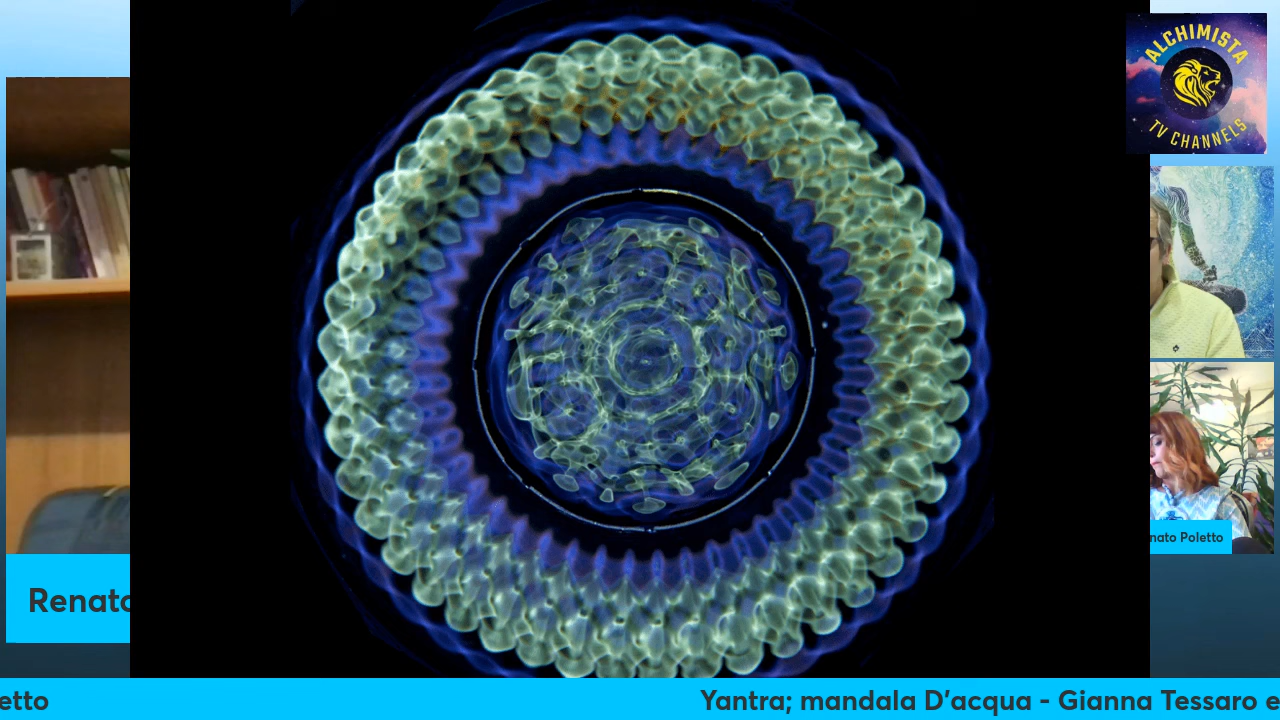 ALCHIMISTA
TV CHANNELS
nato Poletto
Renato
etto
Yantra; mandala D'acqua - Gianna Tessaro e